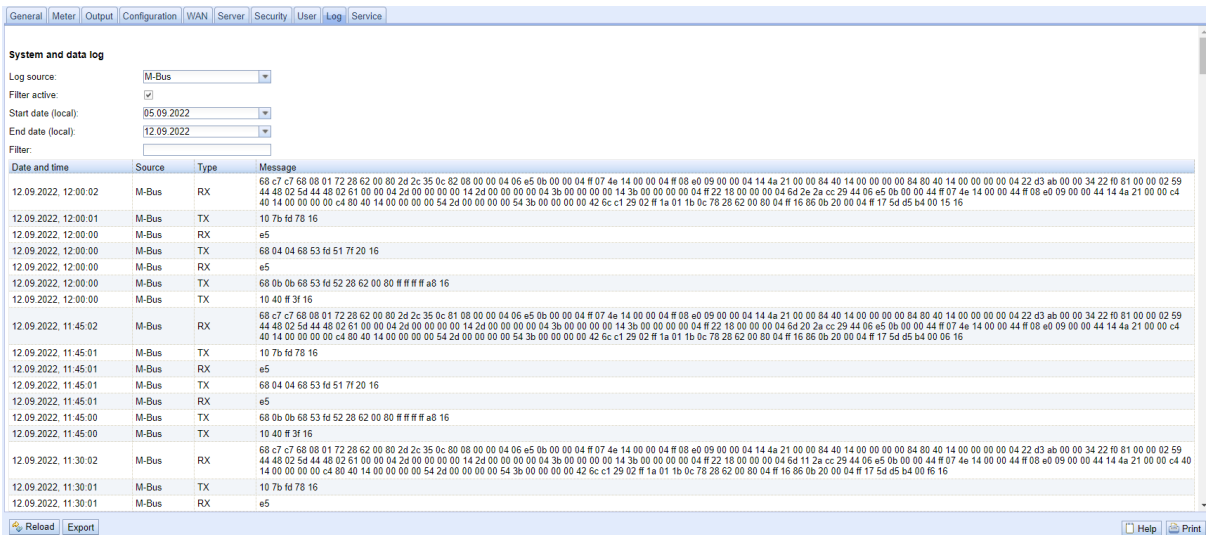 General Meter Output Configuration WAN Server Security User Log Service
System and data log
Log source: M-Bus
Filter active:
Start date (local): 05.09.2022
End date (local): 12.09.2022
Filter:
Date and time Source Type Message
12.09.2022, 12:00:02 M-Bus RX 68 c7 c7 68 08 01 72 28 62 00 80 2d 2c 35 0c 82 08 00 00 04 06 e5 0b 00 00 04 ff 07 4e 14 00 00 04 ff 08 e0 09 00 00 04 14 4a 21 00 00 84 40 14 00 00 00 00 84 80 40 14 00 00 00 00 04 22 d3 ab 00 00 34 22 f0 81 00 00 02 59
44 48 02 5d 44 48 02 61 00 00 04 2d 00 00 00 00 14 2d 00 00 00 00 04 3b 00 00 00 00 14 3b 00 00 00 00 04 ff 22 18 00 00 00 04 6d 2e 2a cc 29 44 06 e5 0b 00 00 44 ff 07 4e 14 00 00 44 ff 08 e0 09 00 00 44 14 4a 21 00 00 c4
40 14 00 00 00 00 c4 80 40 14 00 00 00 00 54 2d 00 00 00 00 54 3b 00 00 00 00 42 6c c1 29 02 ff 1a 01 1b 0c 78 28 62 00 80 04 ff 16 86 0b 20 00 04 ff 17 5d d5 b4 00 15 16
12.09.2022, 12:00:01 M-Bus TX 10 7b fd 78 16
12.09.2022, 12:00:00 M-Bus RX e5
12.09.2022, 12:00:00 M-Bus TX 68 04 04 68 53 fd 51 7f 20 16
12.09.2022, 12:00:00 M-Bus RX e5
12.09.2022, 12:00:00 M-Bus TX 68 0b 0b 68 53 fd 52 28 62 00 80 ff ff ff ff a8 16
12.09.2022, 12:00:00 M-Bus TX 10 40 ff 3f 16
12.09.2022, 11:45:02 M-Bus RX 68 c7 c7 68 08 01 72 28 62 00 80 2d 2c 35 0c 81 08 00 00 04 06 e5 0b 00 00 04 ff 07 4e 14 00 00 04 ff 08 e0 09 00 00 04 14 4a 21 00 00 84 40 14 00 00 00 00 84 80 40 14 00 00 00 00 04 22 d3 ab 00 00 34 22 f0 81 00 00 02 59
44 48 02 5d 44 48 02 61 00 00 04 2d 00 00 00 00 14 2d 00 00 00 00 04 3b 00 00 00 00 14 3b 00 00 00 00 04 ff 22 18 00 00 00 04 6d 20 2a cc 29 44 06 e5 0b 00 00 44 ff 07 4e 14 00 00 44 ff 08 e0 09 00 00 44 14 4a 21 00 00 c4
40 14 00 00 00 00 c4 80 40 14 00 00 00 00 54 2d 00 00 00 00 54 3b 00 00 00 00 42 6c c1 29 02 ff 1a 01 1b 0c 78 28 62 00 80 04 ff 16 86 0b 20 00 04 ff 17 5d d5 b4 00 06 16
12.09.2022, 11:45:01 M-Bus TX 10 7b fd 78 16
12.09.2022, 11:45:01 M-Bus RX e5
12.09.2022, 11:45:01 M-Bus TX 68 04 04 68 53 fd 51 7f 20 16
12.09.2022, 11:45:01 M-Bus RX e5
12.09.2022, 11:45:00 M-Bus TX 68 0b 0b 68 53 fd 52 28 62 00 80 ff ff ff ff a8 16
12.09.2022, 11:45:00 M-Bus TX 10 40 ff 3f 16
12.09.2022, 11:30:02 M-Bus RX 68 c7 c7 68 08 01 72 28 62 00 80 2d 2c 35 0c 80 08 00 00 04 06 e5 0b 00 00 04 ff 07 4e 14 00 00 04 ff 08 e0 09 00 00 04 14 4a 21 00 00 84 40 14 00 00 00 00 84 80 40 14 00 00 00 00 04 22 d3 ab 00 00 34 22 f0 81 00 00 02 59
44 48 02 5d 44 48 02 61 00 00 04 2d 00 00 00 00 14 2d 00 00 00 00 04 3b 00 00 00 00 14 3b 00 00 00 00 04 ff 22 18 00 00 00 04 6d 11 2a cc 29 44 06 e5 0b 00 00 44 ff 07 4e 14 00 00 44 ff 08 e0 09 00 00 44 14 4a 21 00 00 c4 40
14 00 00 00 00 c4 80 40 14 00 00 00 00 54 2d 00 00 00 00 54 3b 00 00 00 00 42 6c c1 29 02 ff 1a 01 1b 0c 78 28 62 00 80 04 ff 16 86 0b 20 00 04 ff 17 5d d5 b4 00 f6 16
12.09.2022, 11:30:01 M-Bus TX 10 7b fd 78 16
12.09.2022, 11:30:01 M-Bus RX e5
Reload Export Help Print